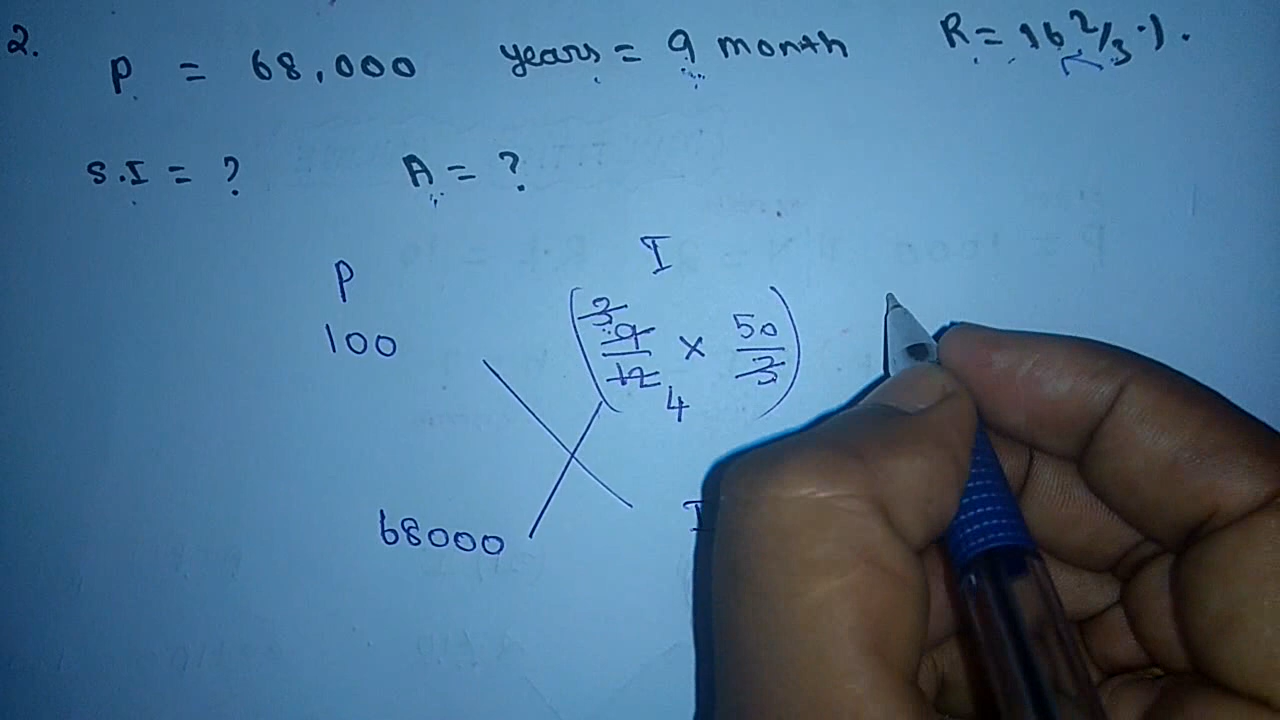 2.
P = 68,000 years = 9 month R = 16 2/3 %.
S.I = ? A = ?
P I
100 (3 9/12 4 × 50/3)
68000 I